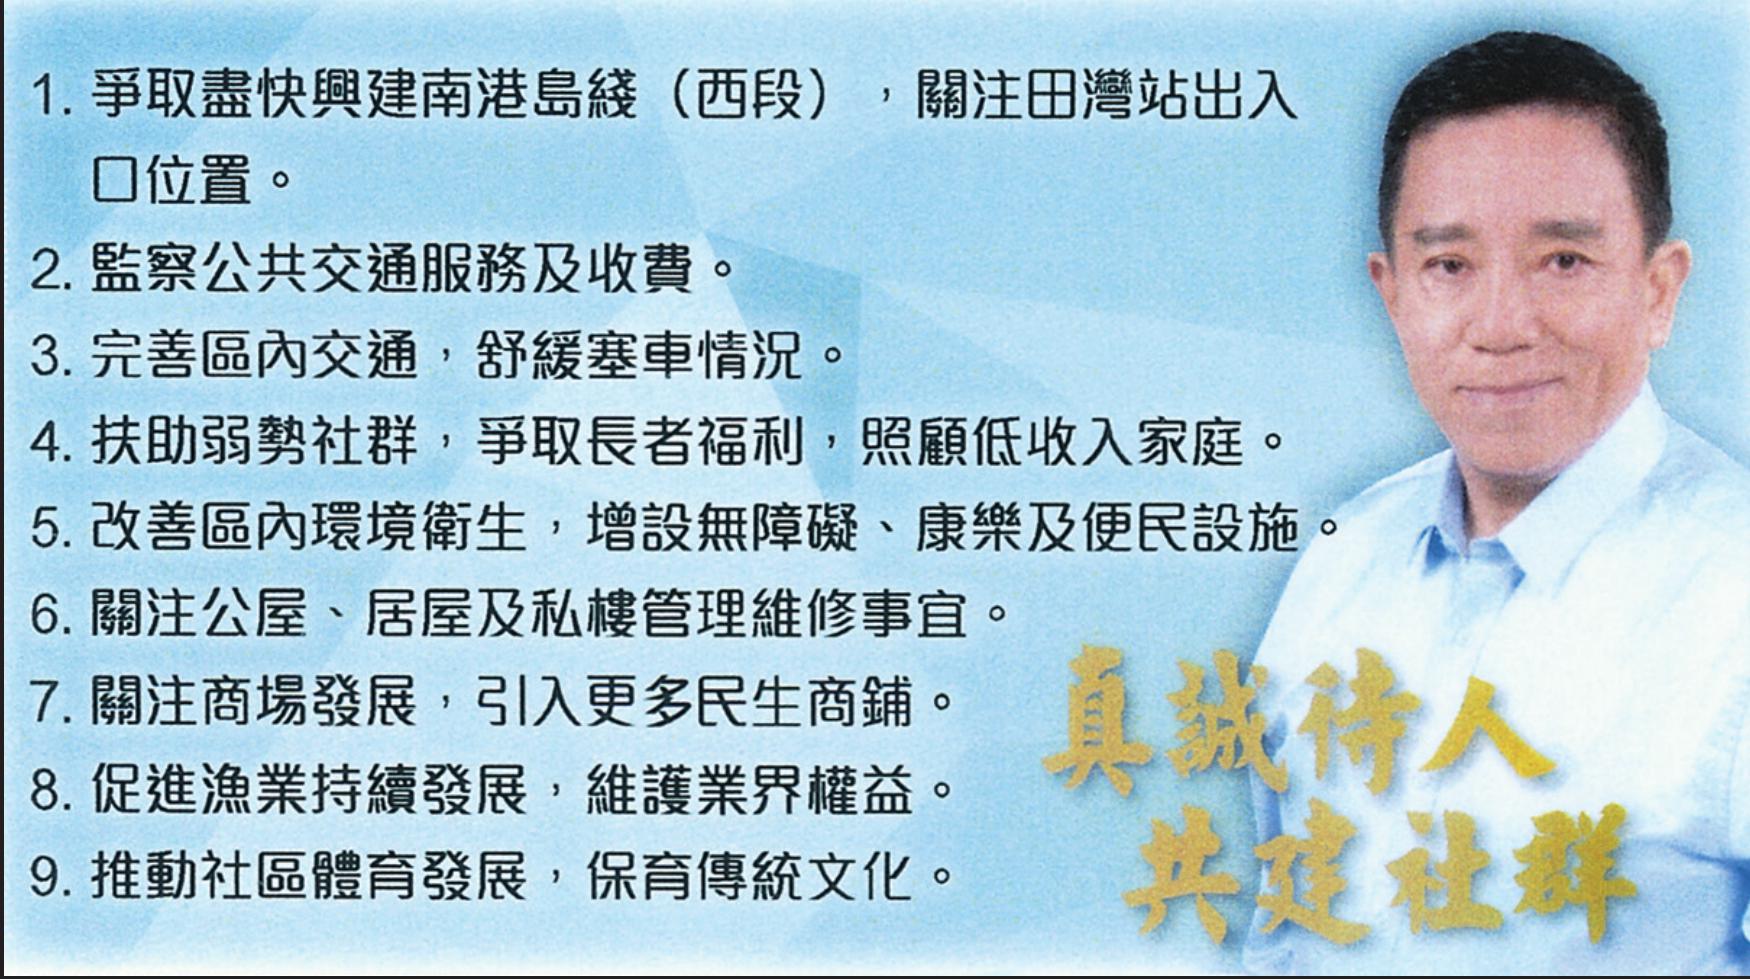 1. 爭取盡快興建南港島綫（西段），關注田灣站出入
口位置。
2. 監察公共交通服務及收費。
3. 完善區內交通，舒緩塞車情況。
4. 扶助弱勢社群，爭取長者福利，照顧低收入家庭。
5. 改善區內環境衛生，增設無障礙、康樂及便民設施。
6. 關注公屋、居屋及私樓管理維修事宜。
7. 關注商場發展，引入更多民生商鋪。
8. 促進漁業持續發展，維護業界權益。
9. 推動社區體育發展，保育傳統文化。
真誠待人
共建社群